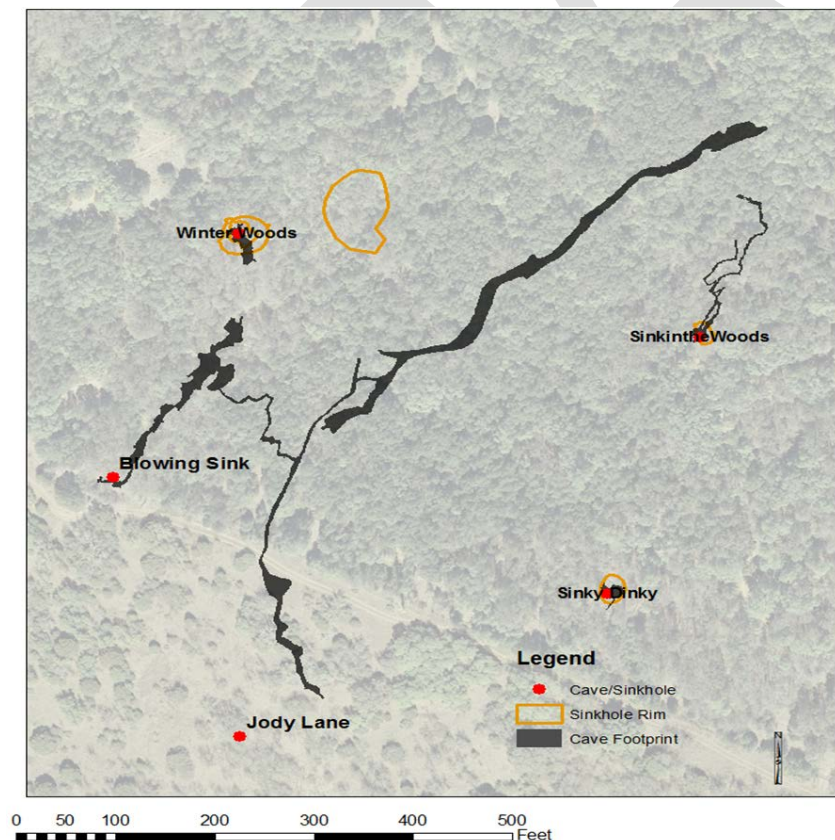 Winter Woods
SinkintheWoods
Blowing Sink
Sinky Dinky
Legend
Cave/Sinkhole
Sinkhole Rim
Cave Footprint
Jody Lane
N
0 50 100 200 300 400 500
Feet